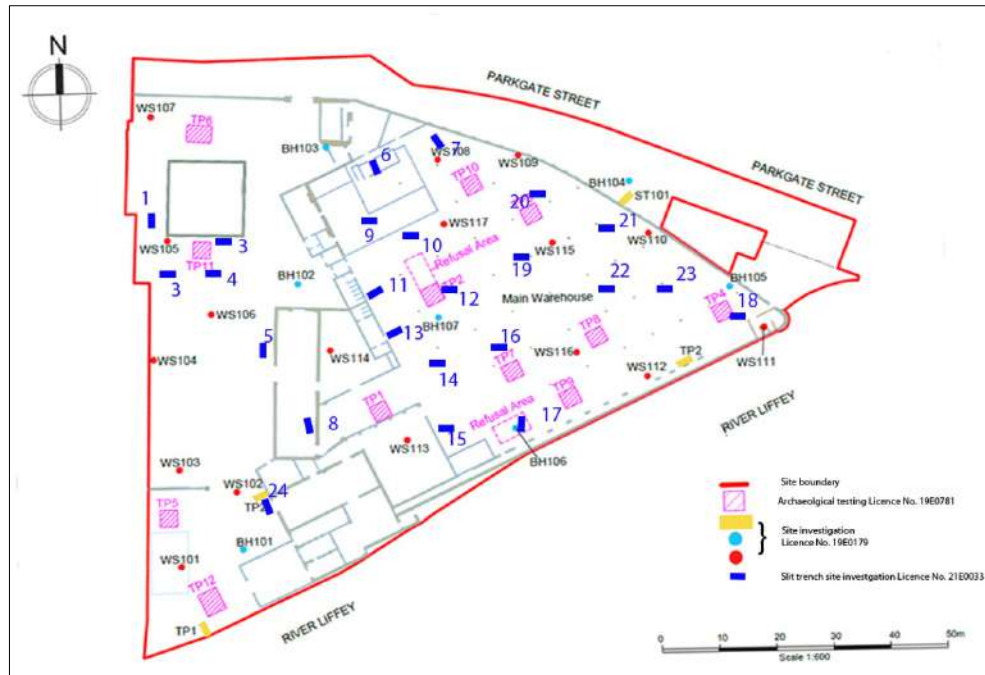 N
PARKGATE STREET
WS107
TP6
BH103
6
7
WS108
WS109
TP10
BH104
ST101
PARKGATE STREET
1
20
WS105
3
TP11
9
WS117
10
Refusal Area
21
WS110
WS115
19
3
4
BH102
11
TP2
12
22
23
BH105
Main Warehouse
TP4
18
WS106
BH107
13
16
TP8
WS111
5
WS104
WS114
14
TP7
WS116
TP2
WS112
TP9
TP1
Refusal Area
17
RIVER LIFFEY
8
15
WS113
BH106
WS103
WS102
24
TP2
TP5
BH101
WS101
TP12
TP1
RIVER LIFFEY
Site boundary
Archaeolgical testing Licence No. 19E0781
Site investigation
Licence No. 19E0179
Slit trench site investgation Licence No. 21E0033
0 10 20 30 40 50m
Scale 1:600